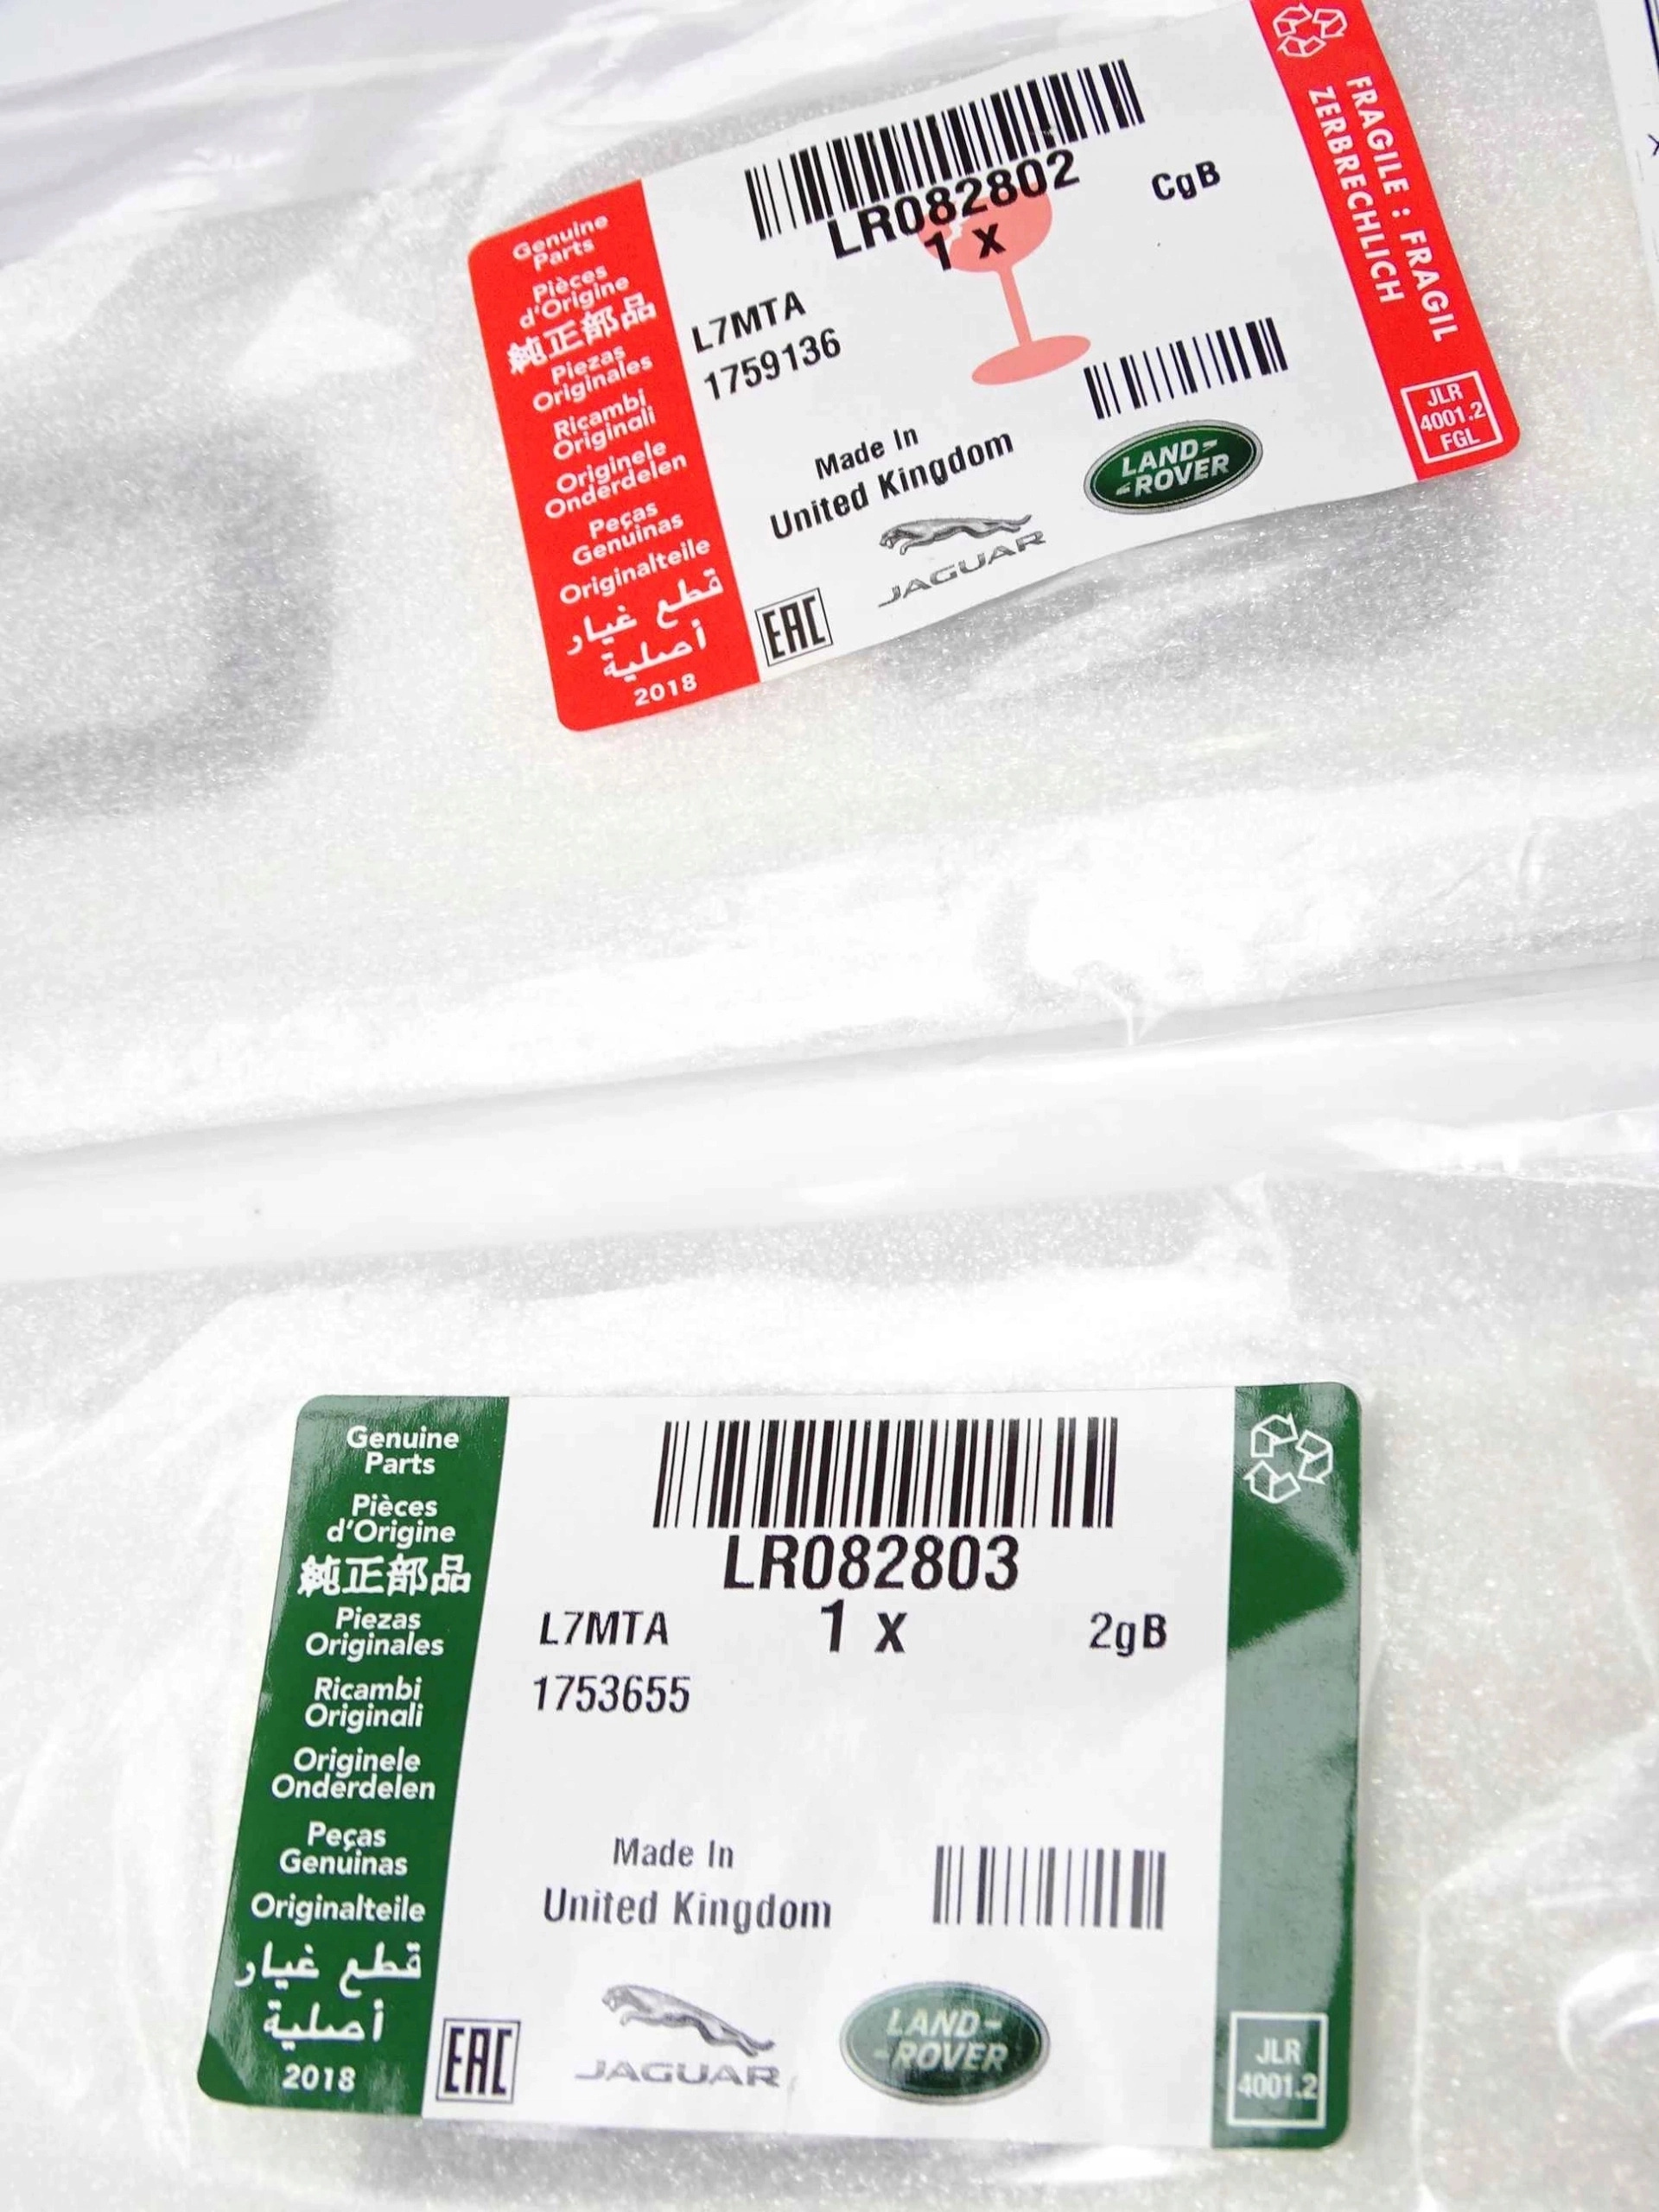 Genuine
Parts
Pièces
d'Origine
純正部品
Piezas
Originales
Ricambi
Originali
Originele
Onderdelen
Peças
Genuinas
Originalteile
قطع غيار
أصلية
2018
LR082802
1 x
CgB
L7MTA
1759136
Made In
United Kingdom
EAC
JAGUAR
LAND-
-ROVER
FRAGILE : FRAGIL
ZERBRECHLICH
JLR
4001.2
FGL
Genuine
Parts
Pièces
d'Origine
純正部品
Piezas
Originales
Ricambi
Originali
Originele
Onderdelen
Peças
Genuinas
Originalteile
قطع غيار
أصلية
2018
LR082803
L7MTA 1 x 2gB
1753655
Made In
United Kingdom
EAC
JAGUAR
LAND-
-ROVER
JLR
4001.2